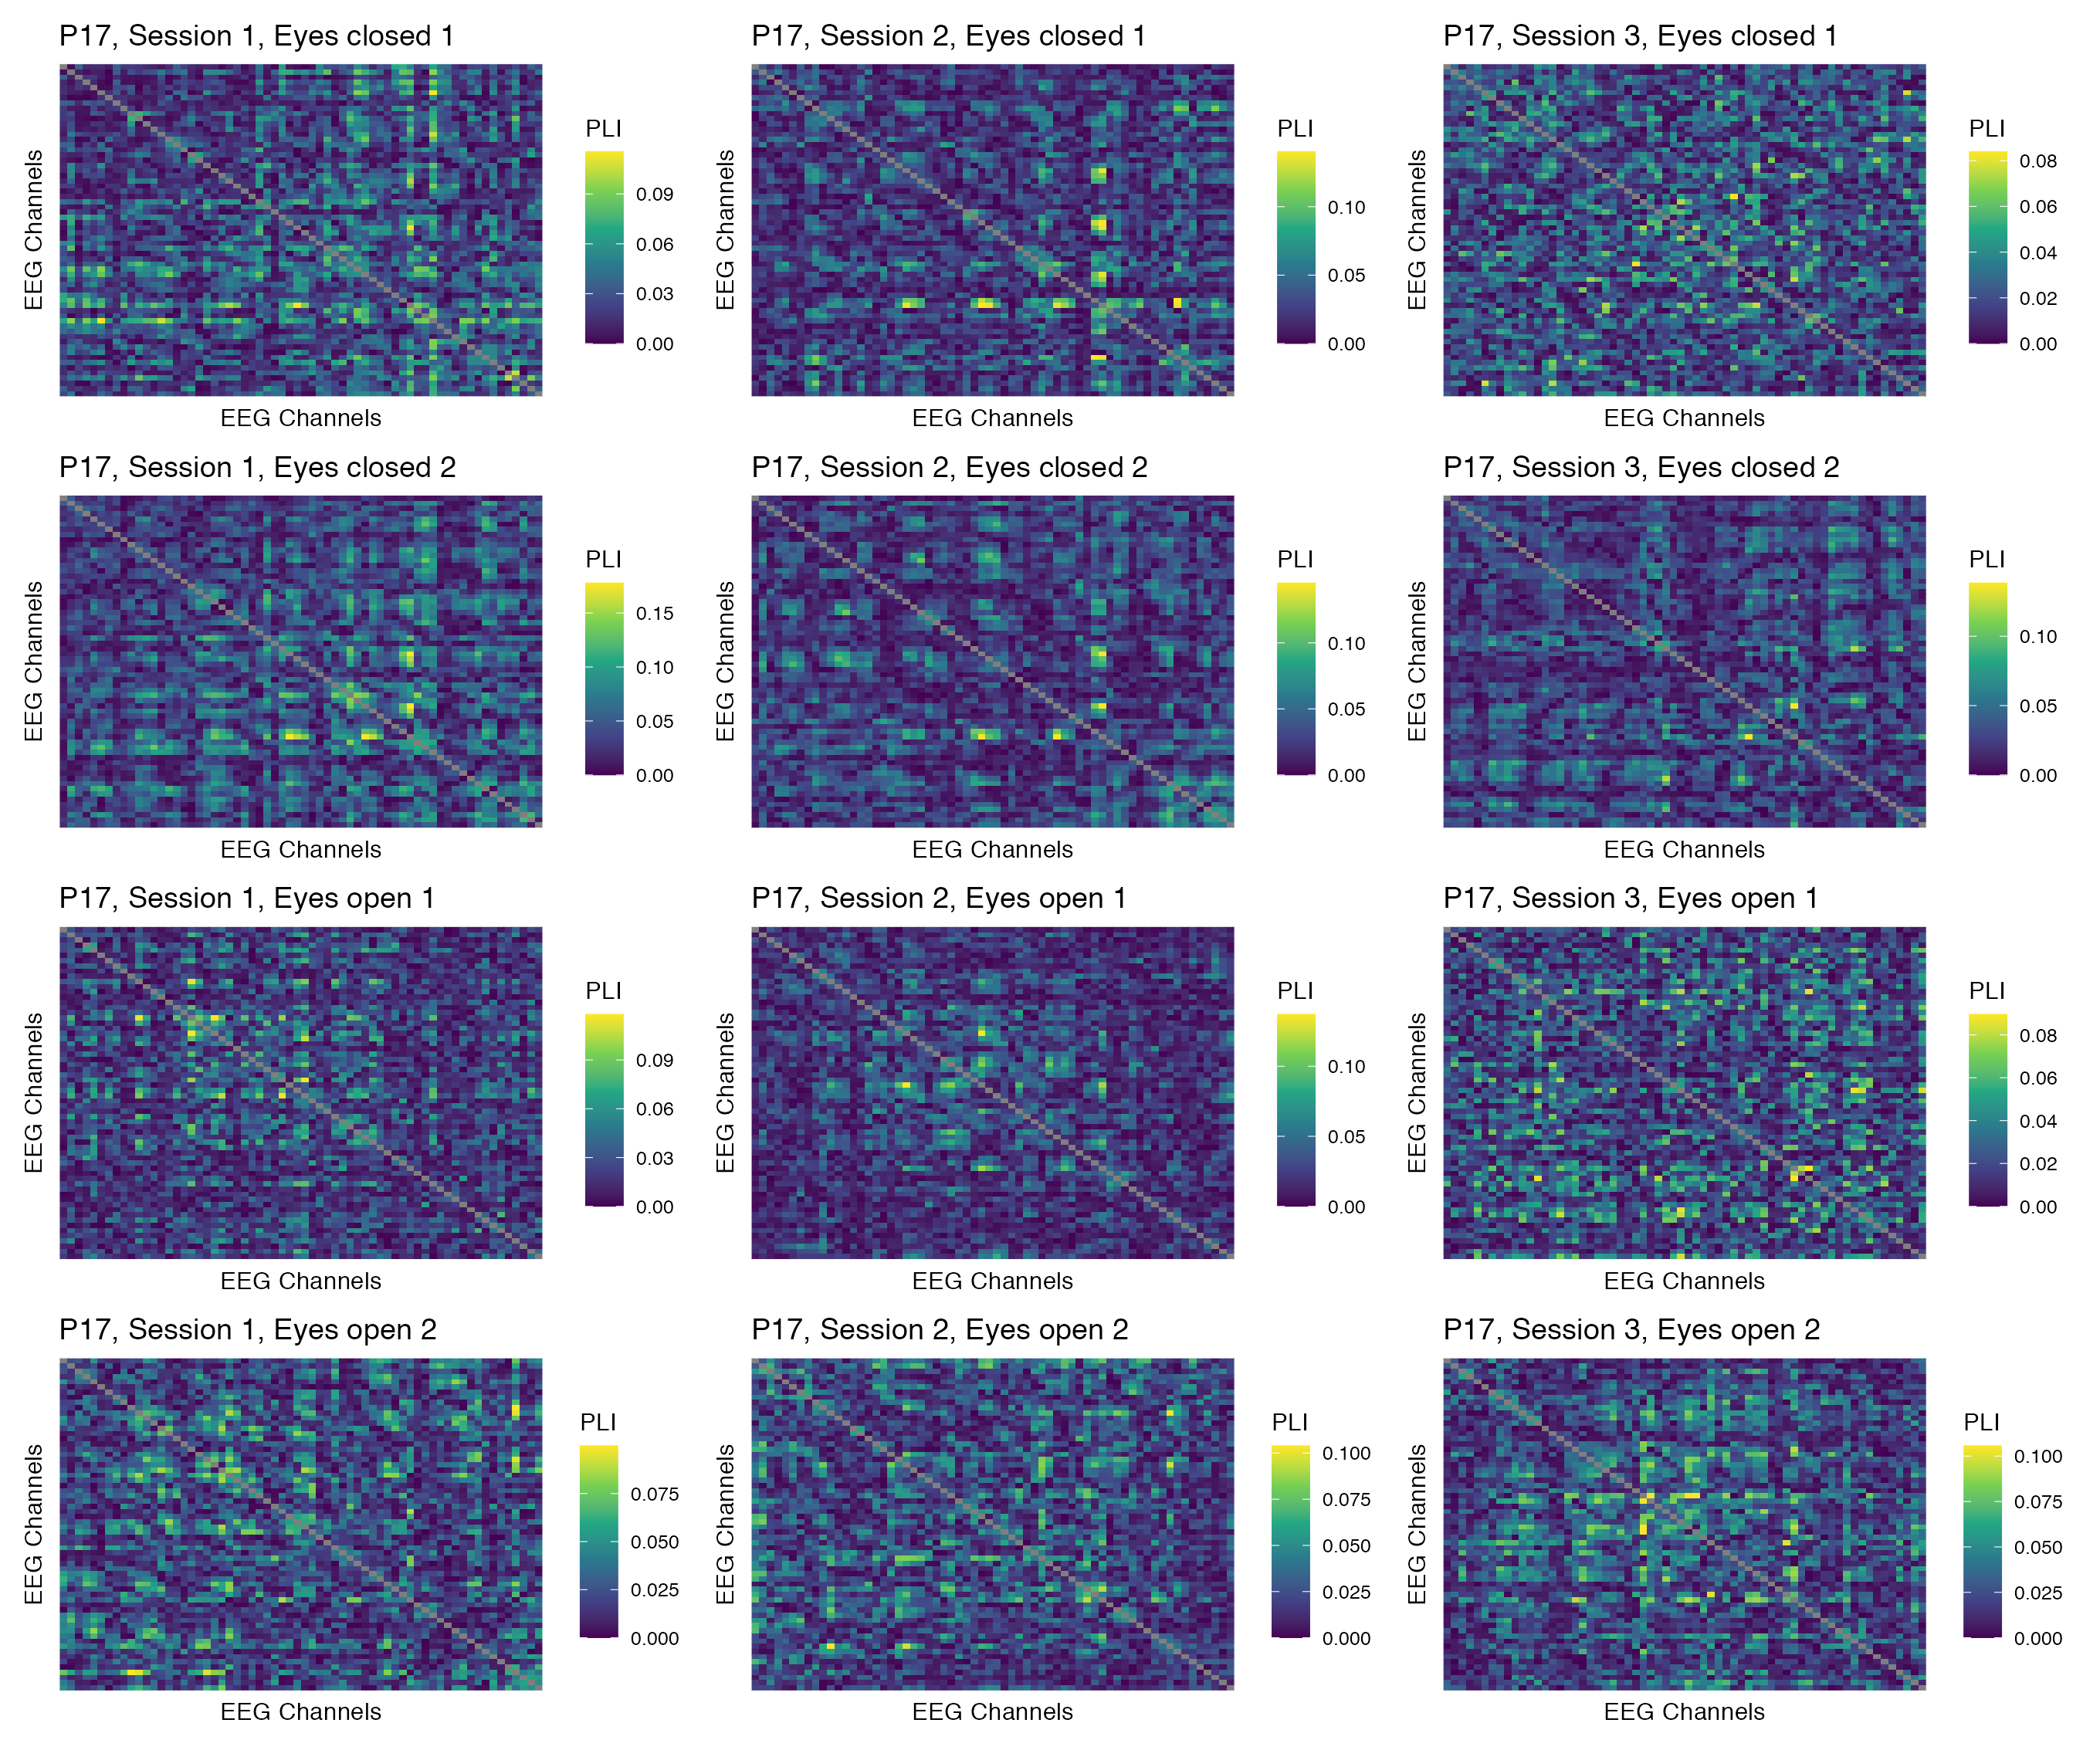 P17, Session 1, Eyes closed 1
EEG Channels
EEG Channels
PLI
0.09
0.06
0.03
0.00
P17, Session 2, Eyes closed 1
EEG Channels
EEG Channels
PLI
0.10
0.05
0.00
P17, Session 3, Eyes closed 1
EEG Channels
EEG Channels
PLI
0.08
0.06
0.04
0.02
0.00
P17, Session 1, Eyes closed 2
EEG Channels
EEG Channels
PLI
0.15
0.10
0.05
0.00
P17, Session 2, Eyes closed 2
EEG Channels
EEG Channels
PLI
0.10
0.05
0.00
P17, Session 3, Eyes closed 2
EEG Channels
EEG Channels
PLI
0.10
0.05
0.00
P17, Session 1, Eyes open 1
EEG Channels
EEG Channels
PLI
0.09
0.06
0.03
0.00
P17, Session 2, Eyes open 1
EEG Channels
EEG Channels
PLI
0.10
0.05
0.00
P17, Session 3, Eyes open 1
EEG Channels
EEG Channels
PLI
0.08
0.06
0.04
0.02
0.00
P17, Session 1, Eyes open 2
EEG Channels
EEG Channels
PLI
0.075
0.050
0.025
0.000
P17, Session 2, Eyes open 2
EEG Channels
EEG Channels
PLI
0.100
0.075
0.050
0.025
0.000
P17, Session 3, Eyes open 2
EEG Channels
EEG Channels
PLI
0.100
0.075
0.050
0.025
0.000